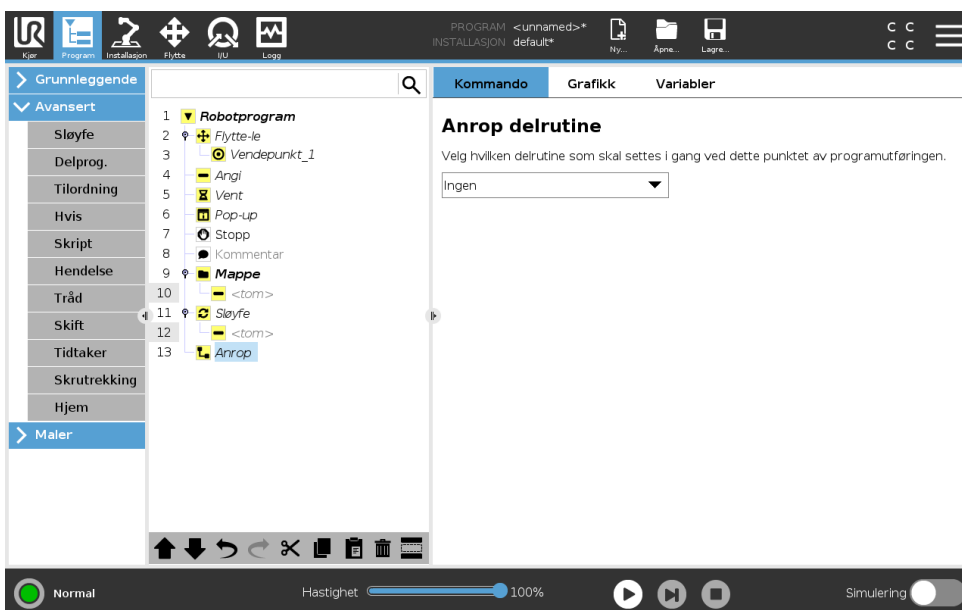 PROGRAM <unnamed>*
INSTALLASJON default*
Kjør Program Installasjon Flytte I/U Logg Ny... Åpne... Lagre...
C C
C C
Grunnleggende
Avansert
Sløyfe
Delprog.
Tilordning
Hvis
Skript
Hendelse
Tråd
Skift
Tidtaker
Skrutrekking
Hjem
Maler
1 Robotprogram
2 Flytte-le
3 Vendepunkt_1
4 Angi
5 Vent
6 Pop-up
7 Stopp
8 Kommentar
9 Mappe
10 <tom>
11 Sløyfe
12 <tom>
13 Anrop
Kommando Grafikk Variabler
Anrop delrutine
Velg hvilken delrutine som skal settes i gang ved dette punktet av programutføringen.
Ingen
Normal Hastighet 100% Simulering